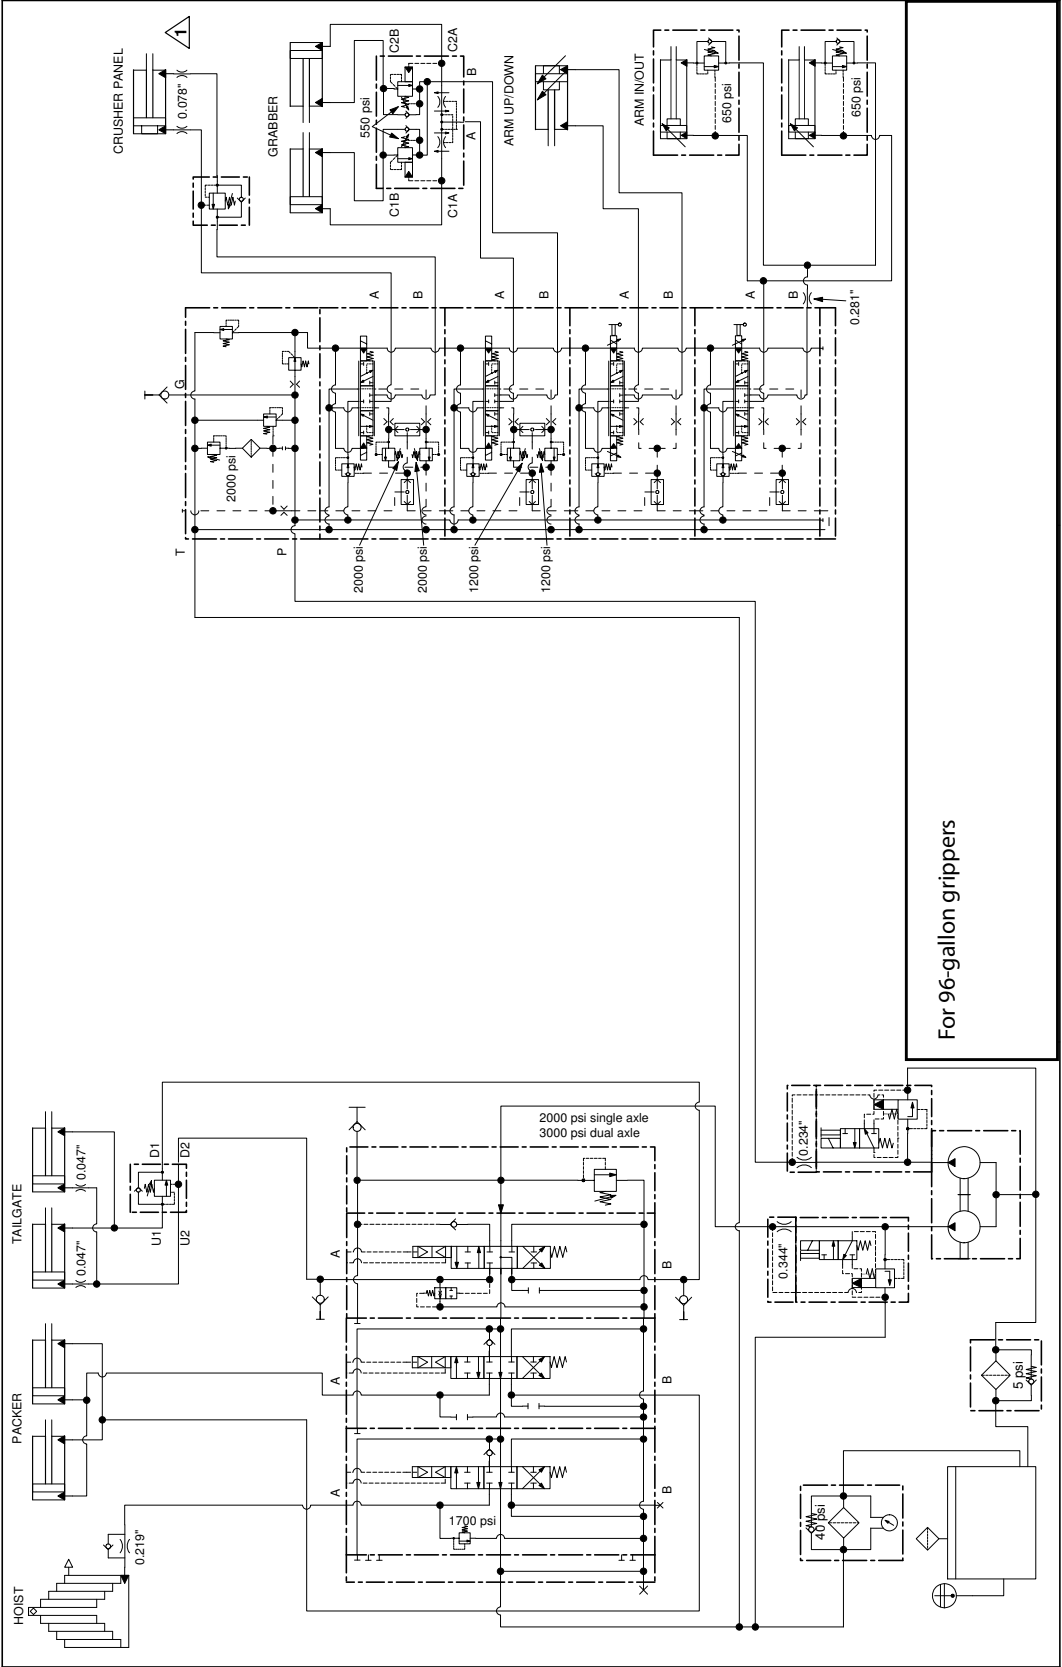 CRUSHER PANEL
1
0.078"
GRABBER
C2B
C2A
550 psi
B
A
C1B
C1A
ARM UP/DOWN
ARM IN/OUT
650 psi
650 psi
A
B
A
B
A
B
A
B
0.281"
G
2000 psi
T
P
2000 psi
2000 psi
1200 psi
1200 psi
For 96-gallon grippers
TAILGATE
0.047"
0.047"
D1
D2
U1
U2
PACKER
HOIST
0.219"
2000 psi single axle
3000 psi dual axle
A
B
A
B
A
B
1700 psi
0.234"
0.344"
5 psi
40 psi